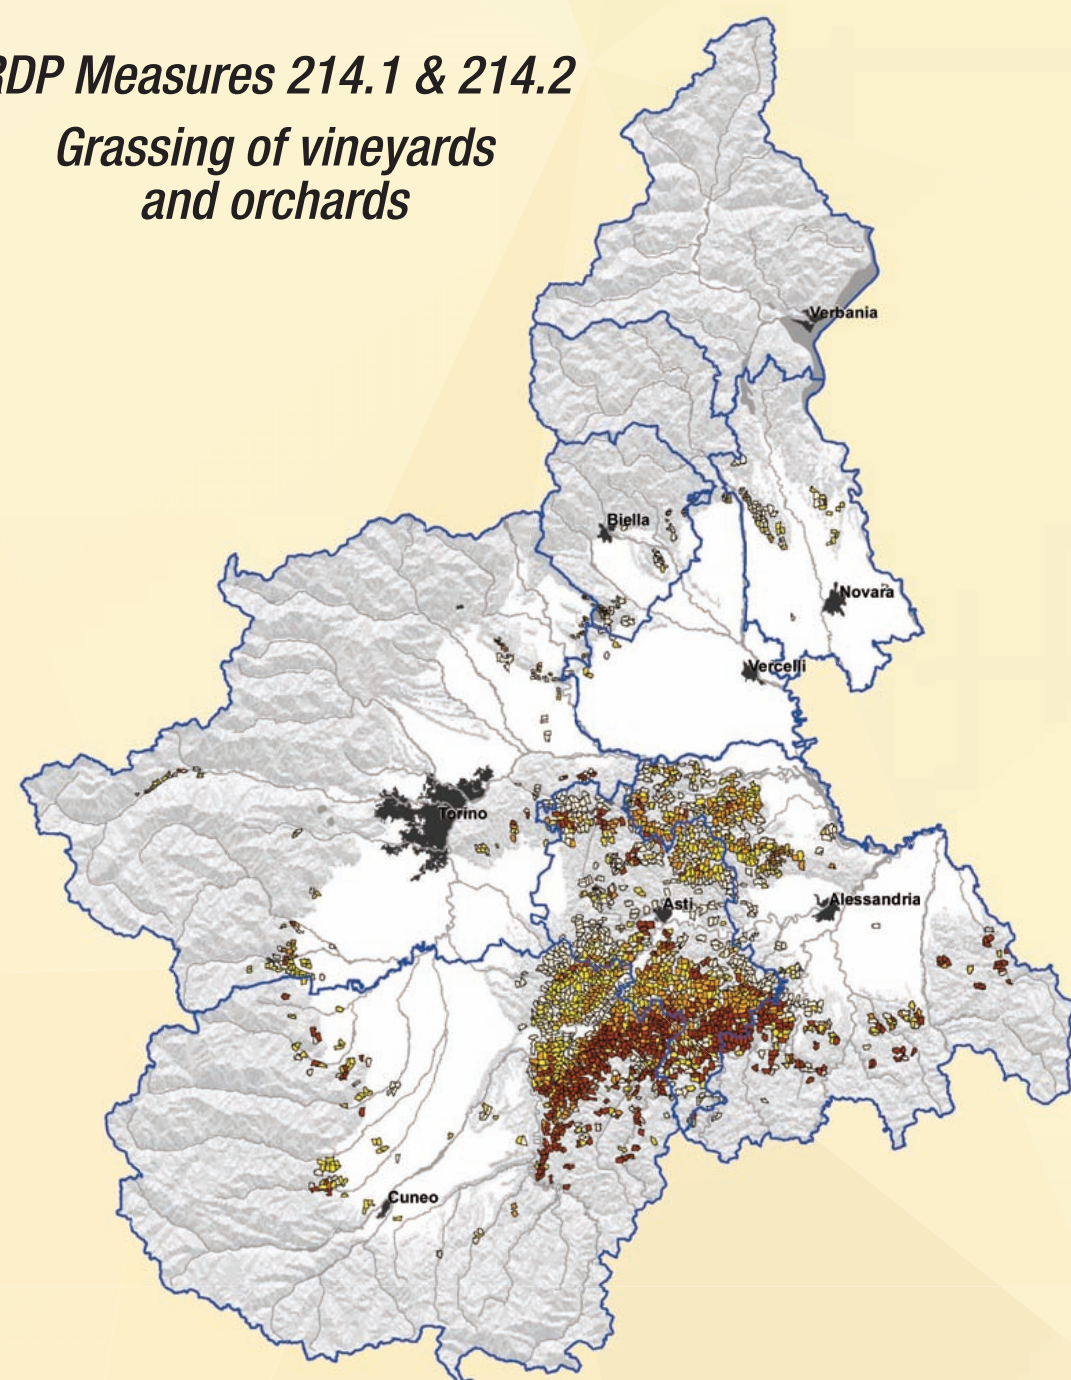 RDP Measures 214.1 & 214.2
Grassing of vineyards
and orchards
Verbania
Biella
Novara
Vercelli
Torino
Asti
Alessandria
Cuneo